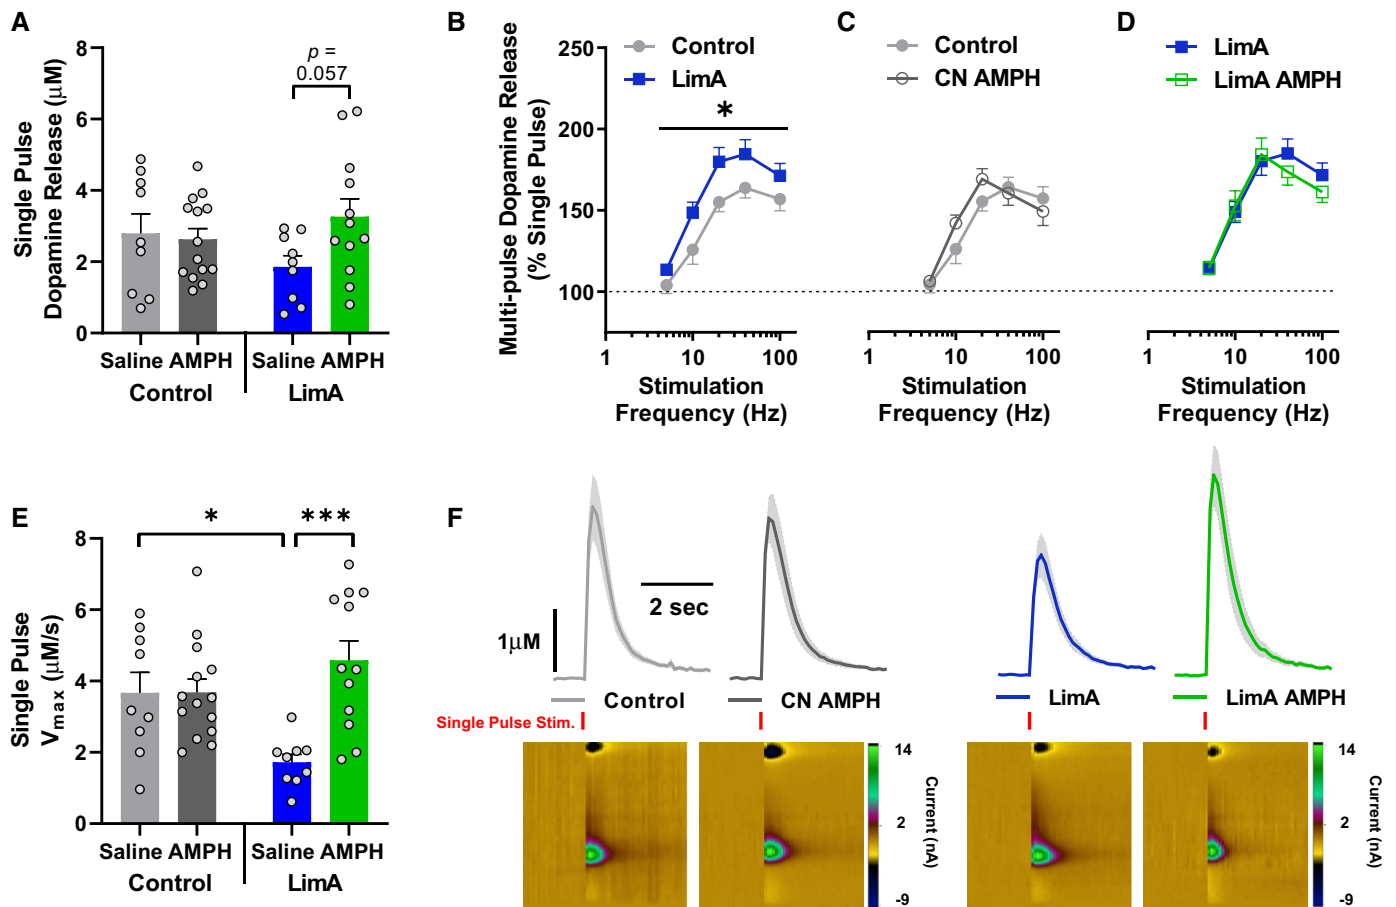 A
Single Pulse
Dopamine Release (μM)
8
6
4
2
0
p =
0.057
Saline AMPH
Control
Saline AMPH
LimA
B
Multi-pulse Dopamine Release
(% Single Pulse)
250
200
150
100
Control
LimA
*
1 10 100
Stimulation
Frequency (Hz)
C
Control
CN AMPH
1 10 100
Stimulation
Frequency (Hz)
D
LimA
LimA AMPH
1 10 100
Stimulation
Frequency (Hz)
E
Single Pulse
Vmax (μM/s)
8
6
4
2
0
*
***
Saline AMPH
Control
Saline AMPH
LimA
F
1μM
2 sec
Control
CN AMPH
LimA
LimA AMPH
Single Pulse Stim.
14
2
-9
Current (nA)
14
2
-9
Current (nA)